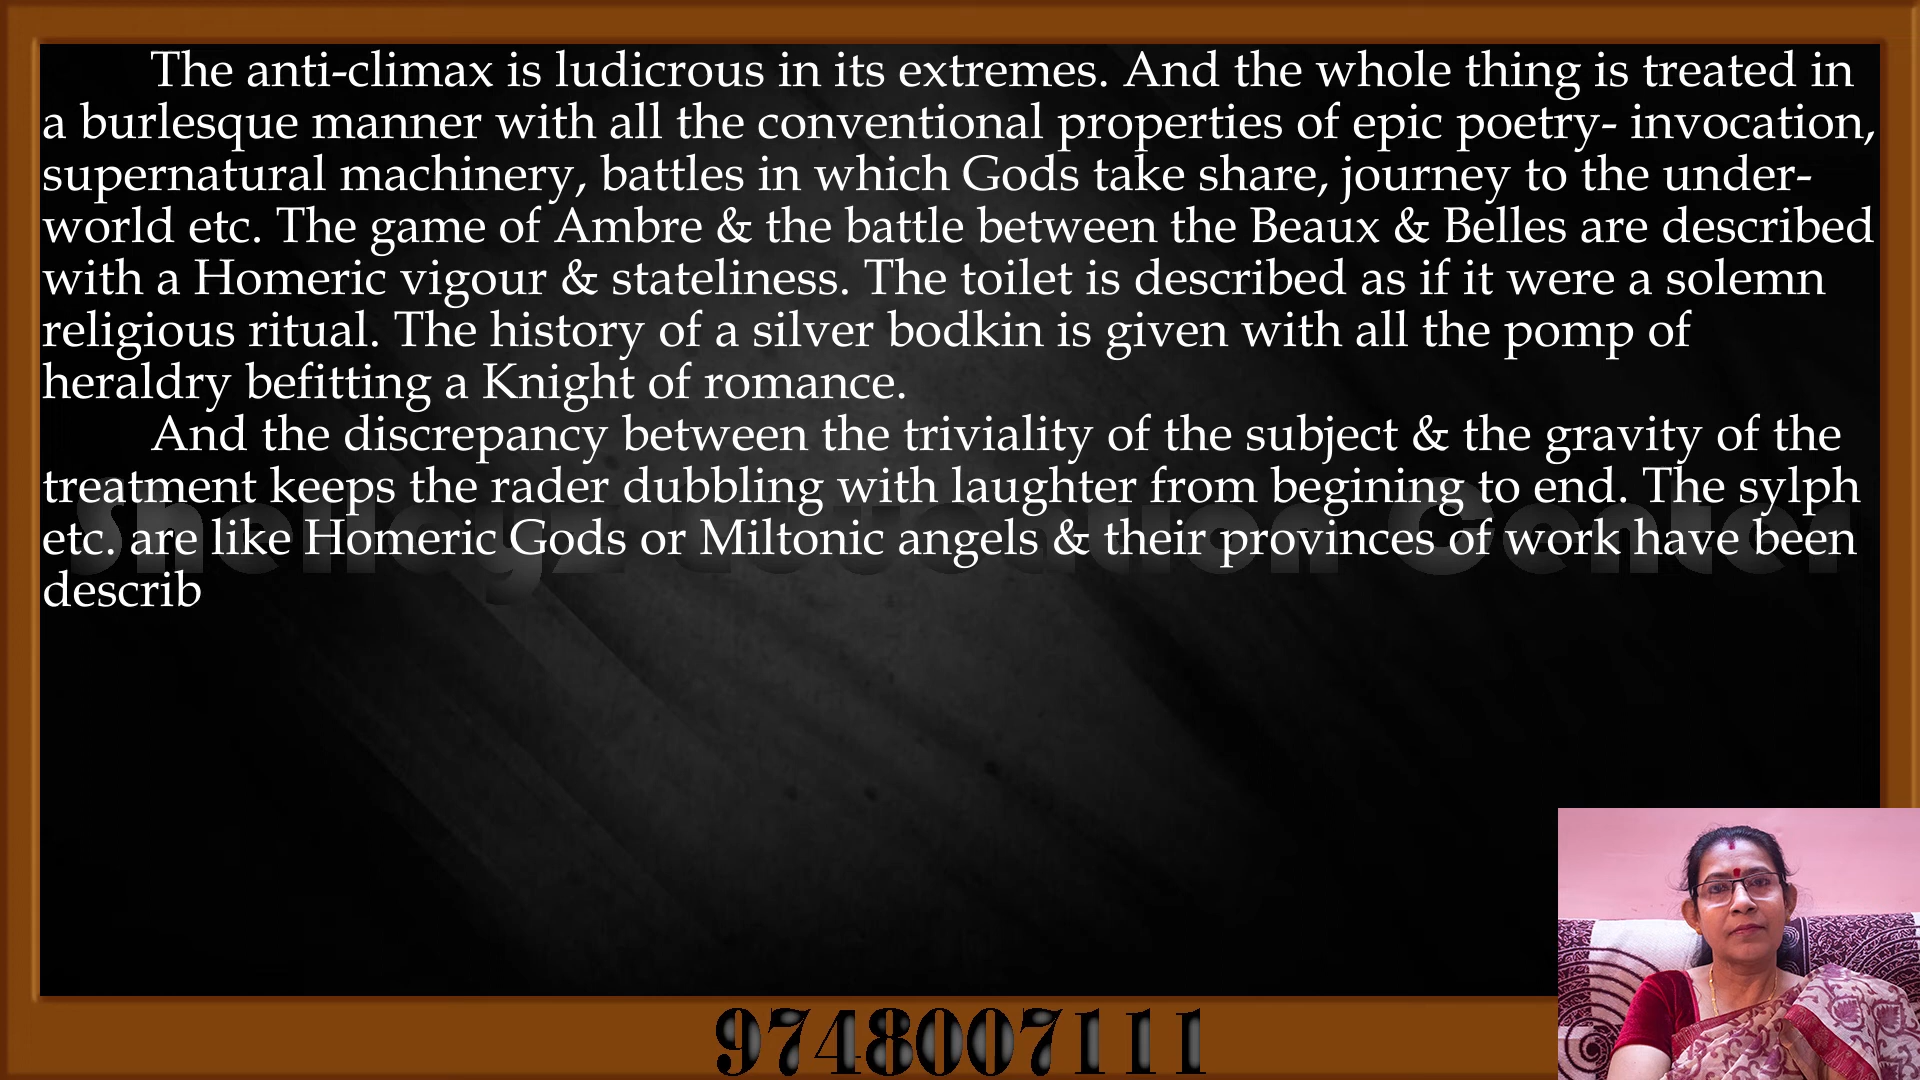 The anti-climax is ludicrous in its extremes. And the whole thing is treated in
a burlesque manner with all the conventional properties of epic poetry- invocation,
supernatural machinery, battles in which Gods take share, journey to the under-
world etc. The game of Ambre & the battle between the Beaux & Belles are described
with a Homeric vigour & stateliness. The toilet is described as if it were a solemn
religious ritual. The history of a silver bodkin is given with all the pomp of
heraldry befitting a Knight of romance.
And the discrepancy between the triviality of the subject & the gravity of the
treatment keeps the rader dubbling with laughter from begining to end. The sylph
etc. are like Homeric Gods or Miltonic angels & their provinces of work have been
describ
Center
9748007111